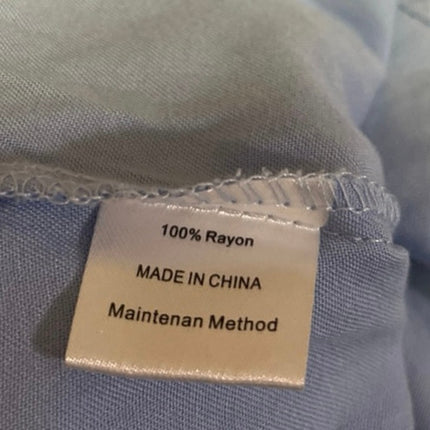 100% Rayon
MADE IN CHINA
Maintenan Method